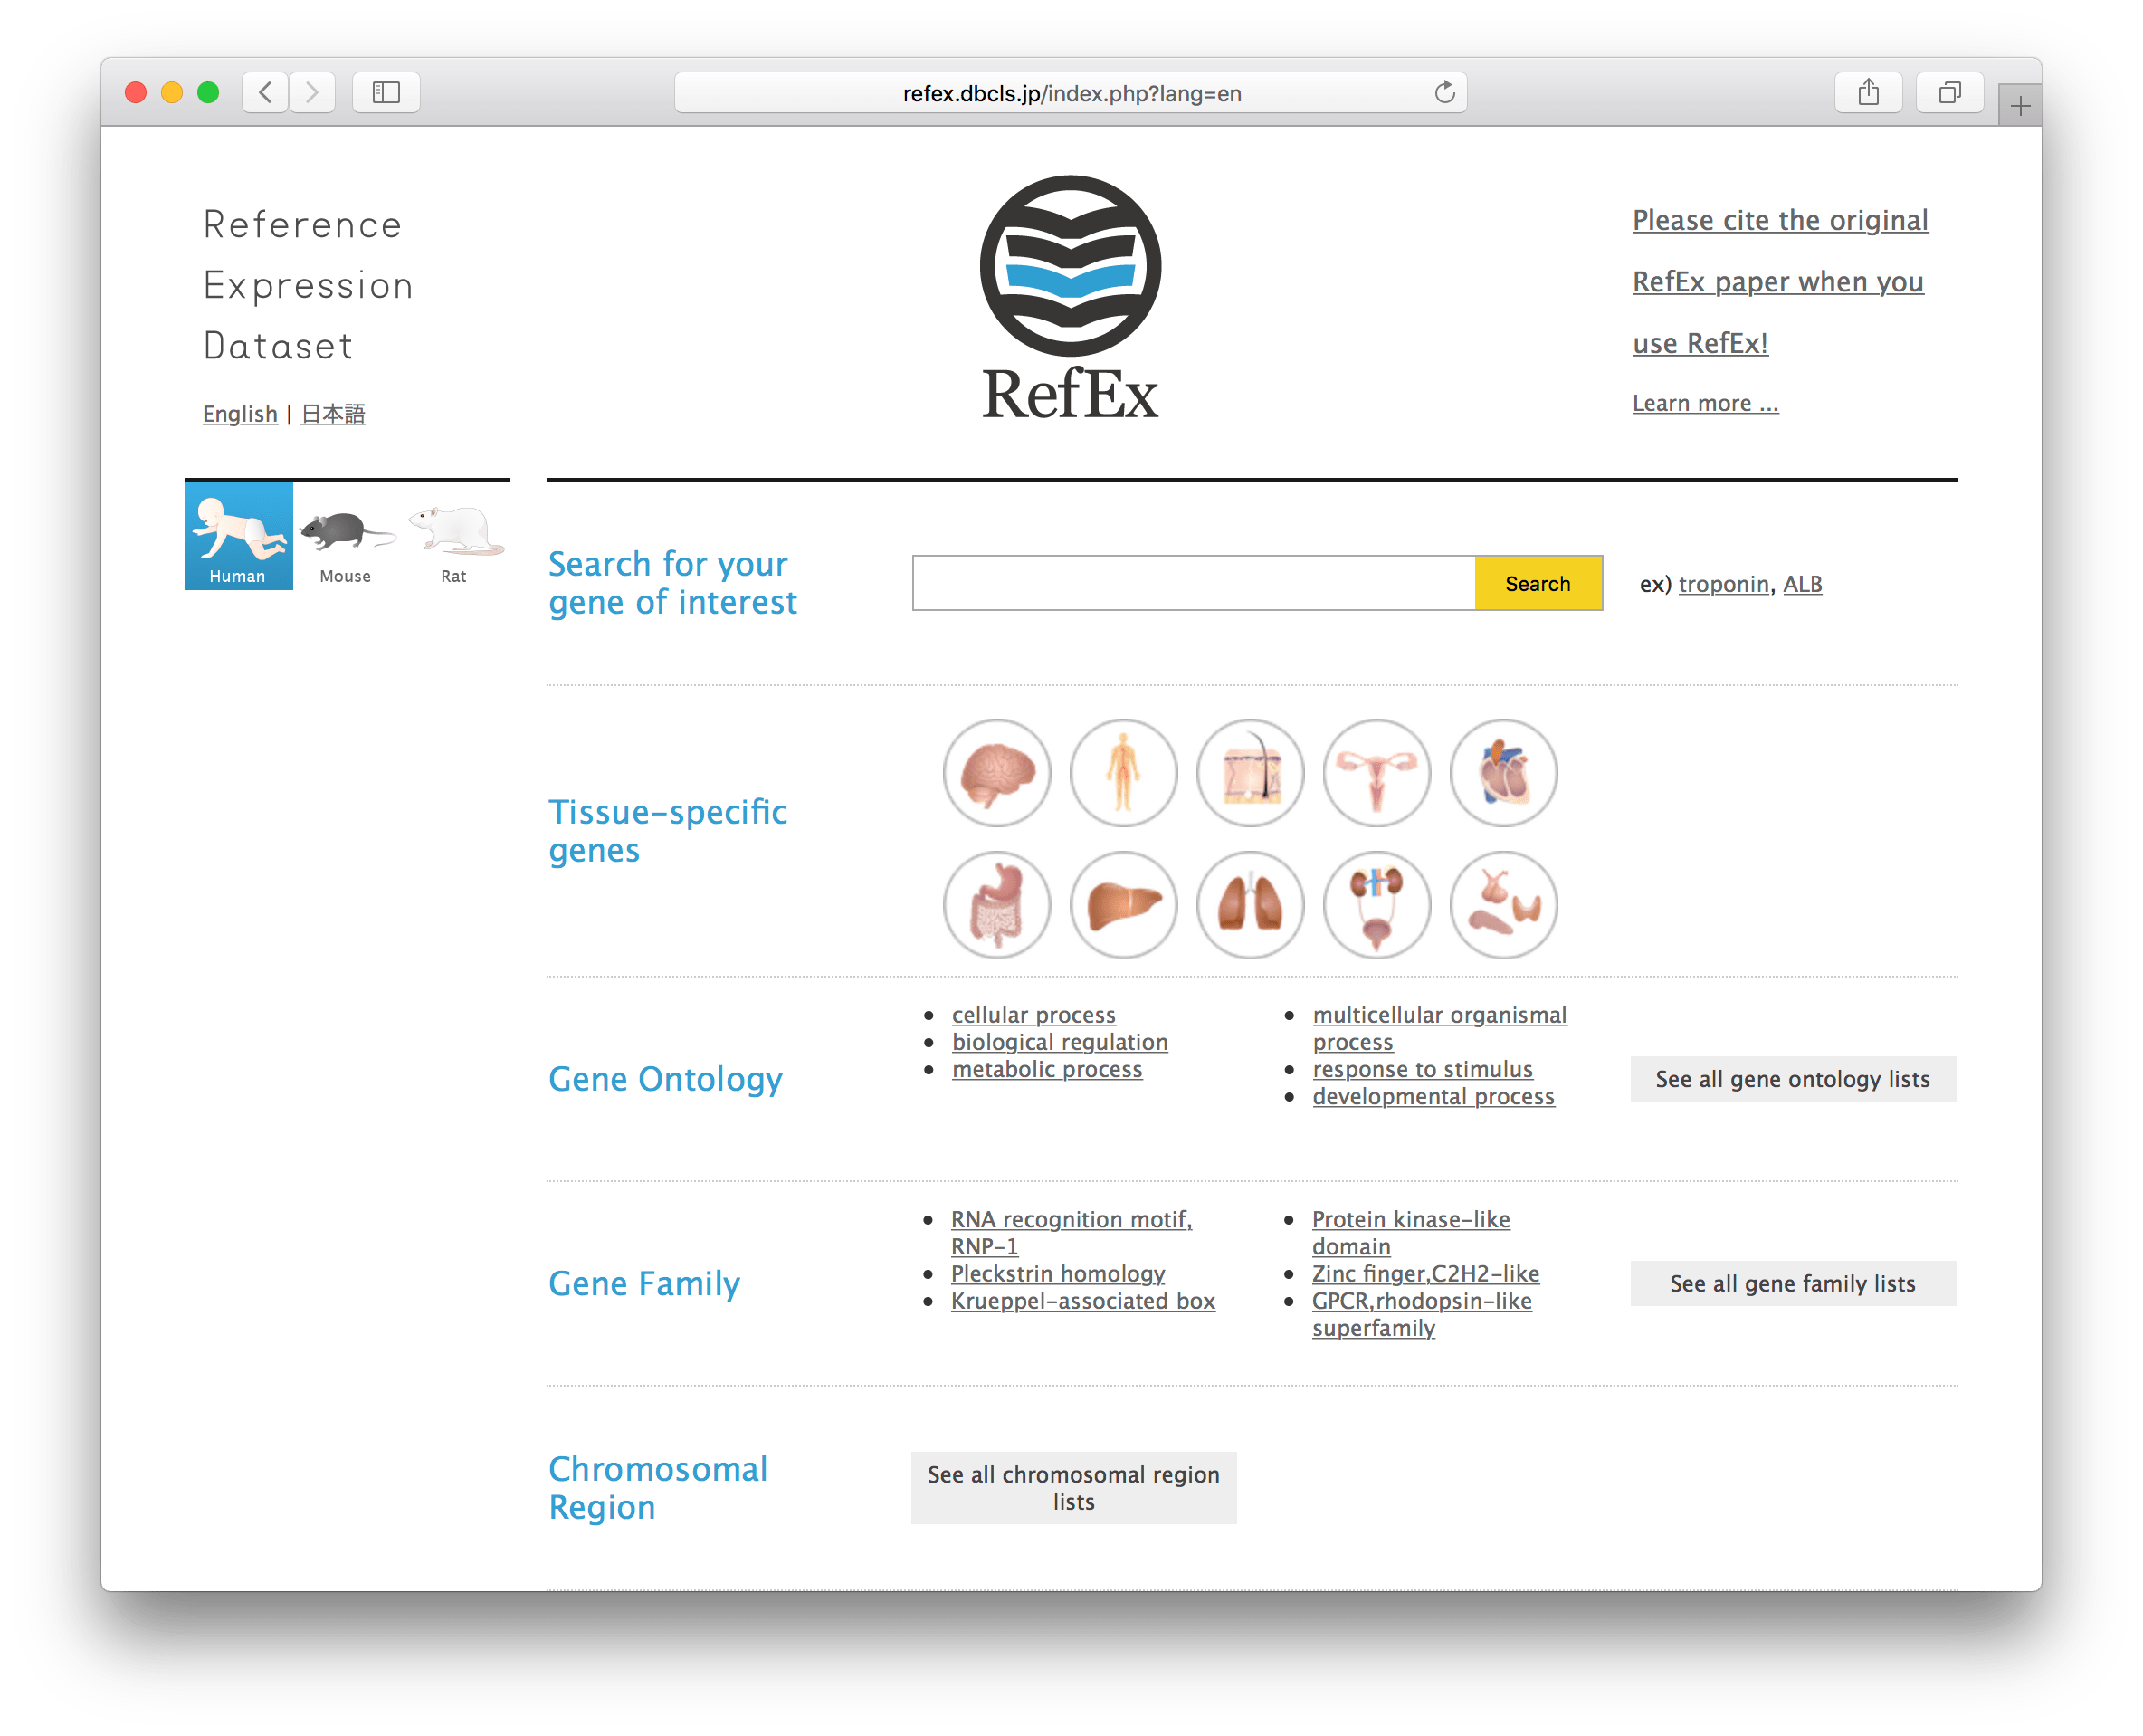 refex.dbcls.jp/index.php?lang=en
Reference
Expression
Dataset
English | 日本語
RefEx
Please cite the original
RefEx paper when you
use RefEx!
Learn more ...
Human
Mouse
Rat
Search for your
gene of interest
Search
ex) troponin, ALB
Tissue-specific
genes
Gene Ontology
cellular process
biological regulation
metabolic process
multicellular organismal
process
response to stimulus
developmental process
See all gene ontology lists
Gene Family
RNA recognition motif,
RNP-1
Pleckstrin homology
Krueppel-associated box
Protein kinase-like
domain
Zinc finger,C2H2-like
GPCR,rhodopsin-like
superfamily
See all gene family lists
Chromosomal
Region
See all chromosomal region
lists